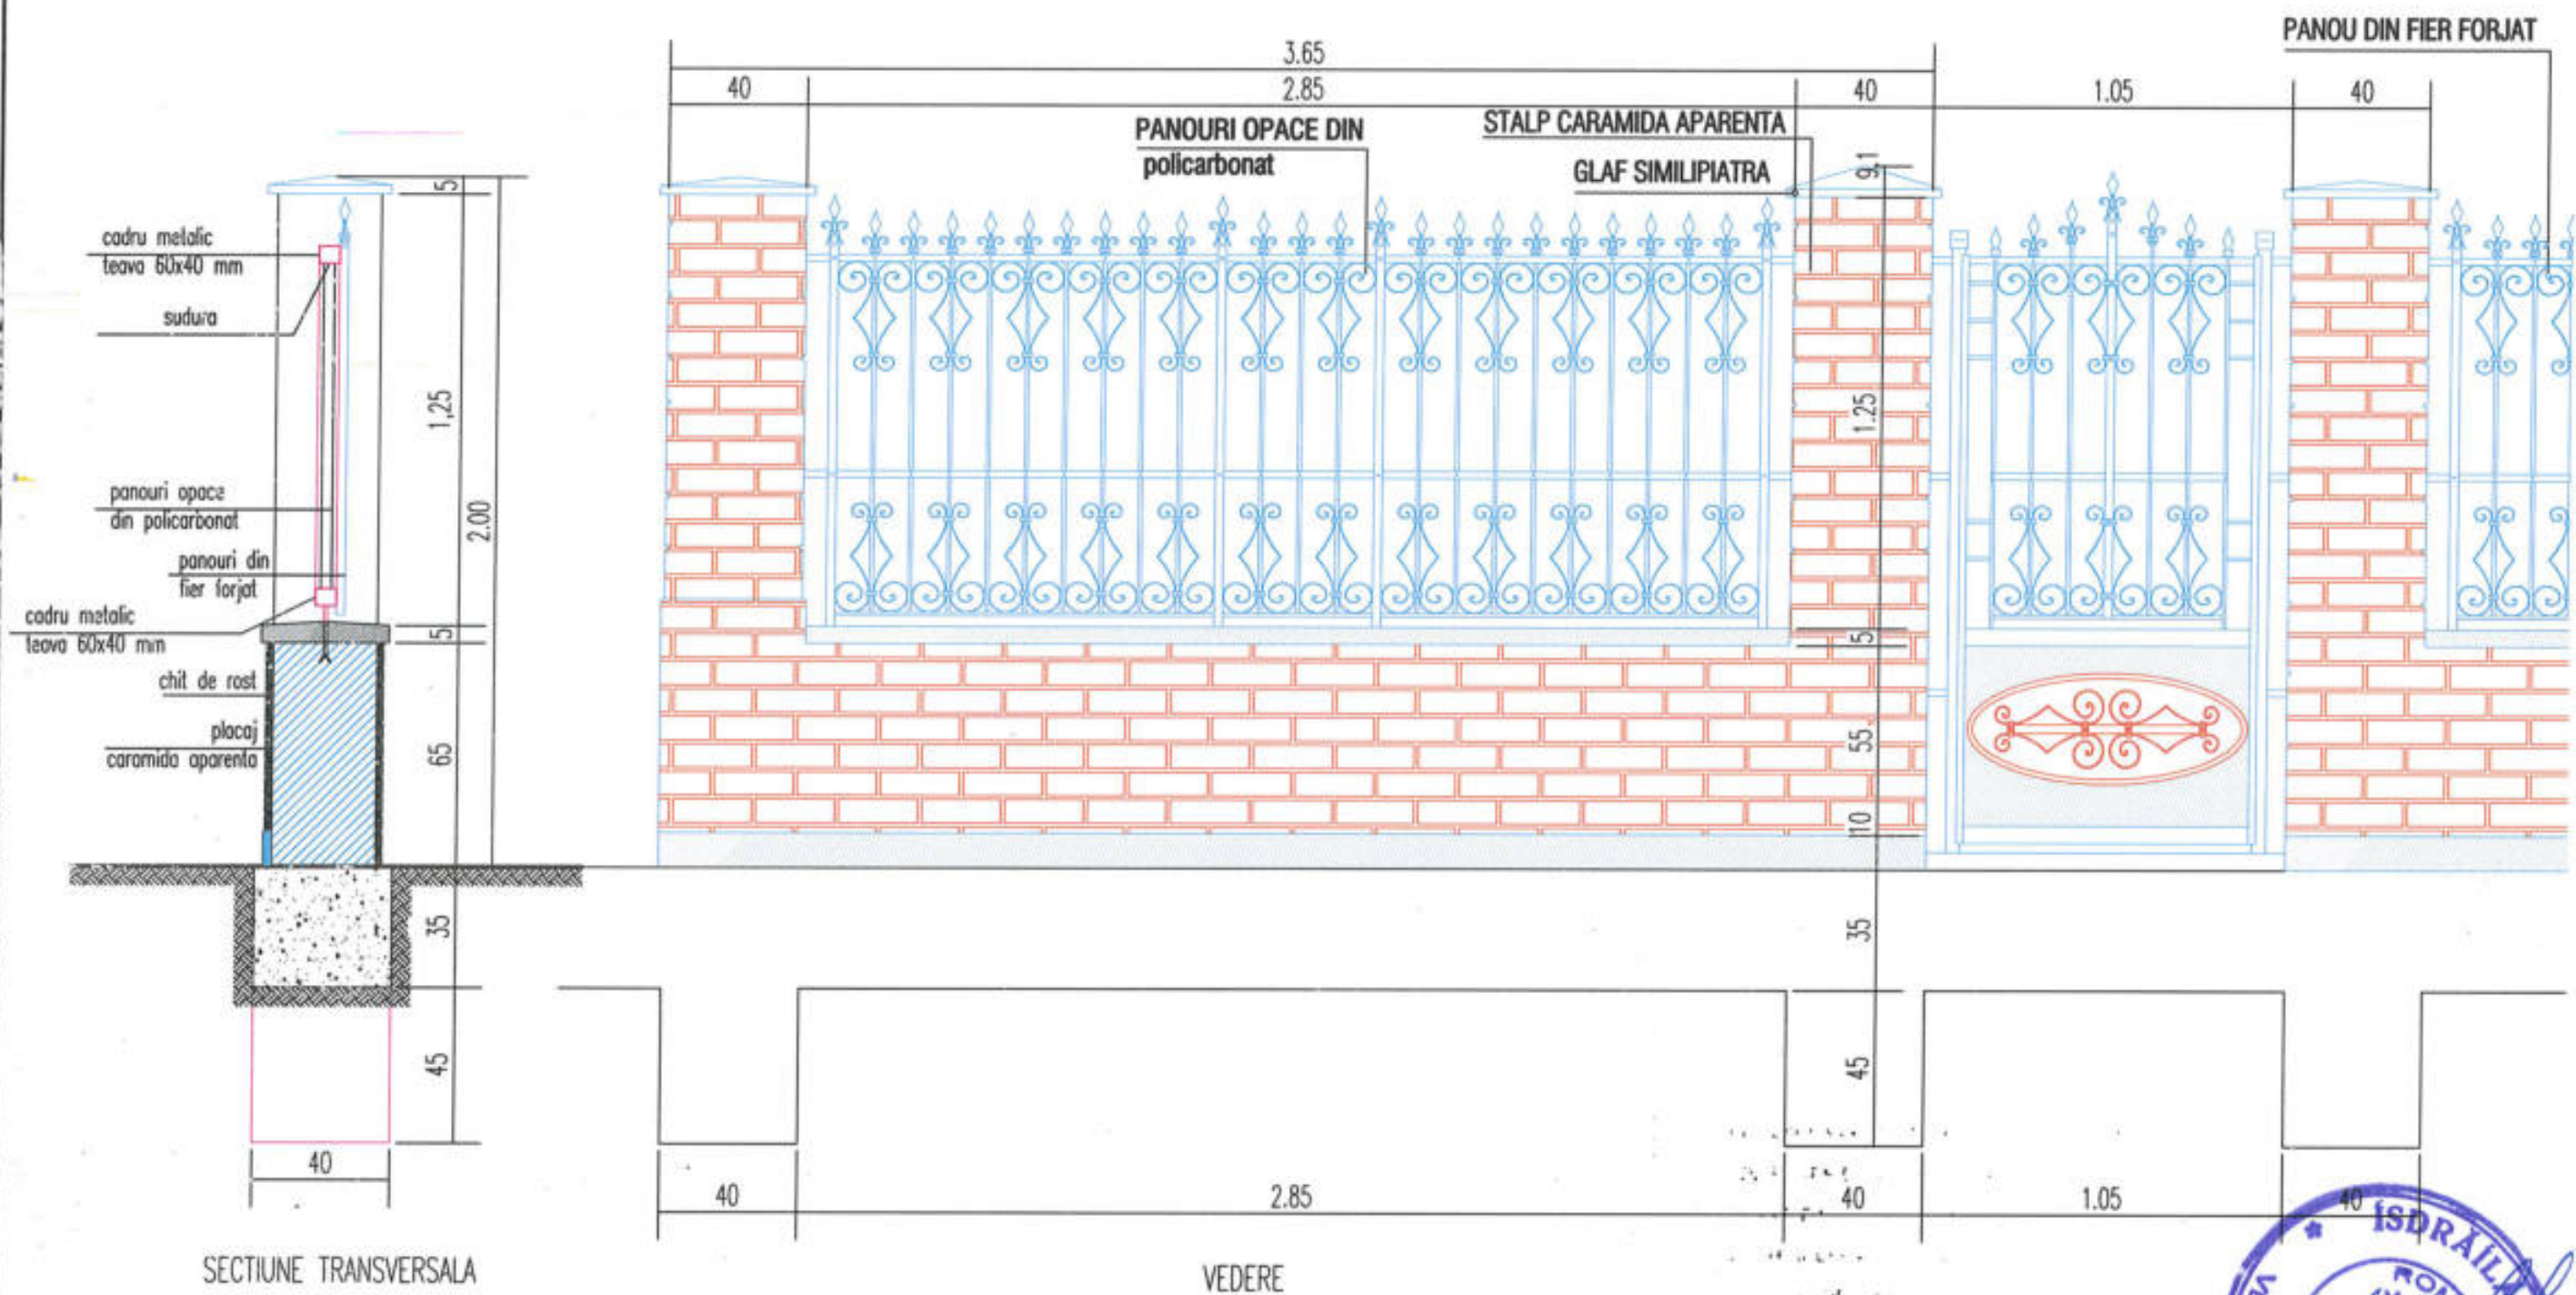 PANOU DIN FIER FORJAT
3.65
40 2.85 40 1.05 40
PANOURI OPACE DIN
policarbonat
STALP CARAMIDA APARENTA
GLAF SIMILIPIATRA
9,1
1.25
5
55
10
35
45
cadru metalic
teava 60x40 mm
sudura
panouri opace
din policarbonat
panouri din
fier forjat
cadru metalic
teava 60x40 mm
chit de rost
placaj
caramida aparenta
5
1,25
2.00
5
65
35
45
40
40 2.85 40 1.05 40
SECTIUNE TRANSVERSALA
VEDERE
ISDRAIL